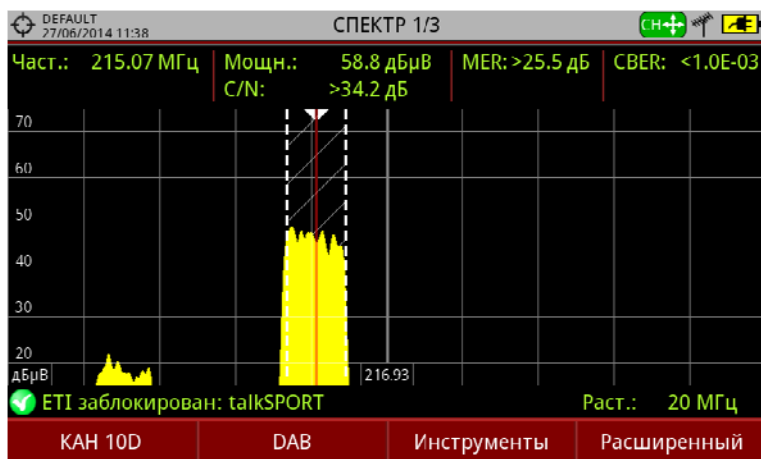 DEFAULT
27/06/2014 11:38
СПЕКТР 1/3
CH
Част.: 215.07 МГц
Мощн.: 58.8 дБμВ
MER: >25.5 дБ
CBER: <1.0E-03
C/N: >34.2 дБ
70
60
50
40
30
20
дБμВ
216.93
ETI заблокирован: talkSPORT
Раст.: 20 МГц
КАН 10D
DAB
Инструменты
Расширенный